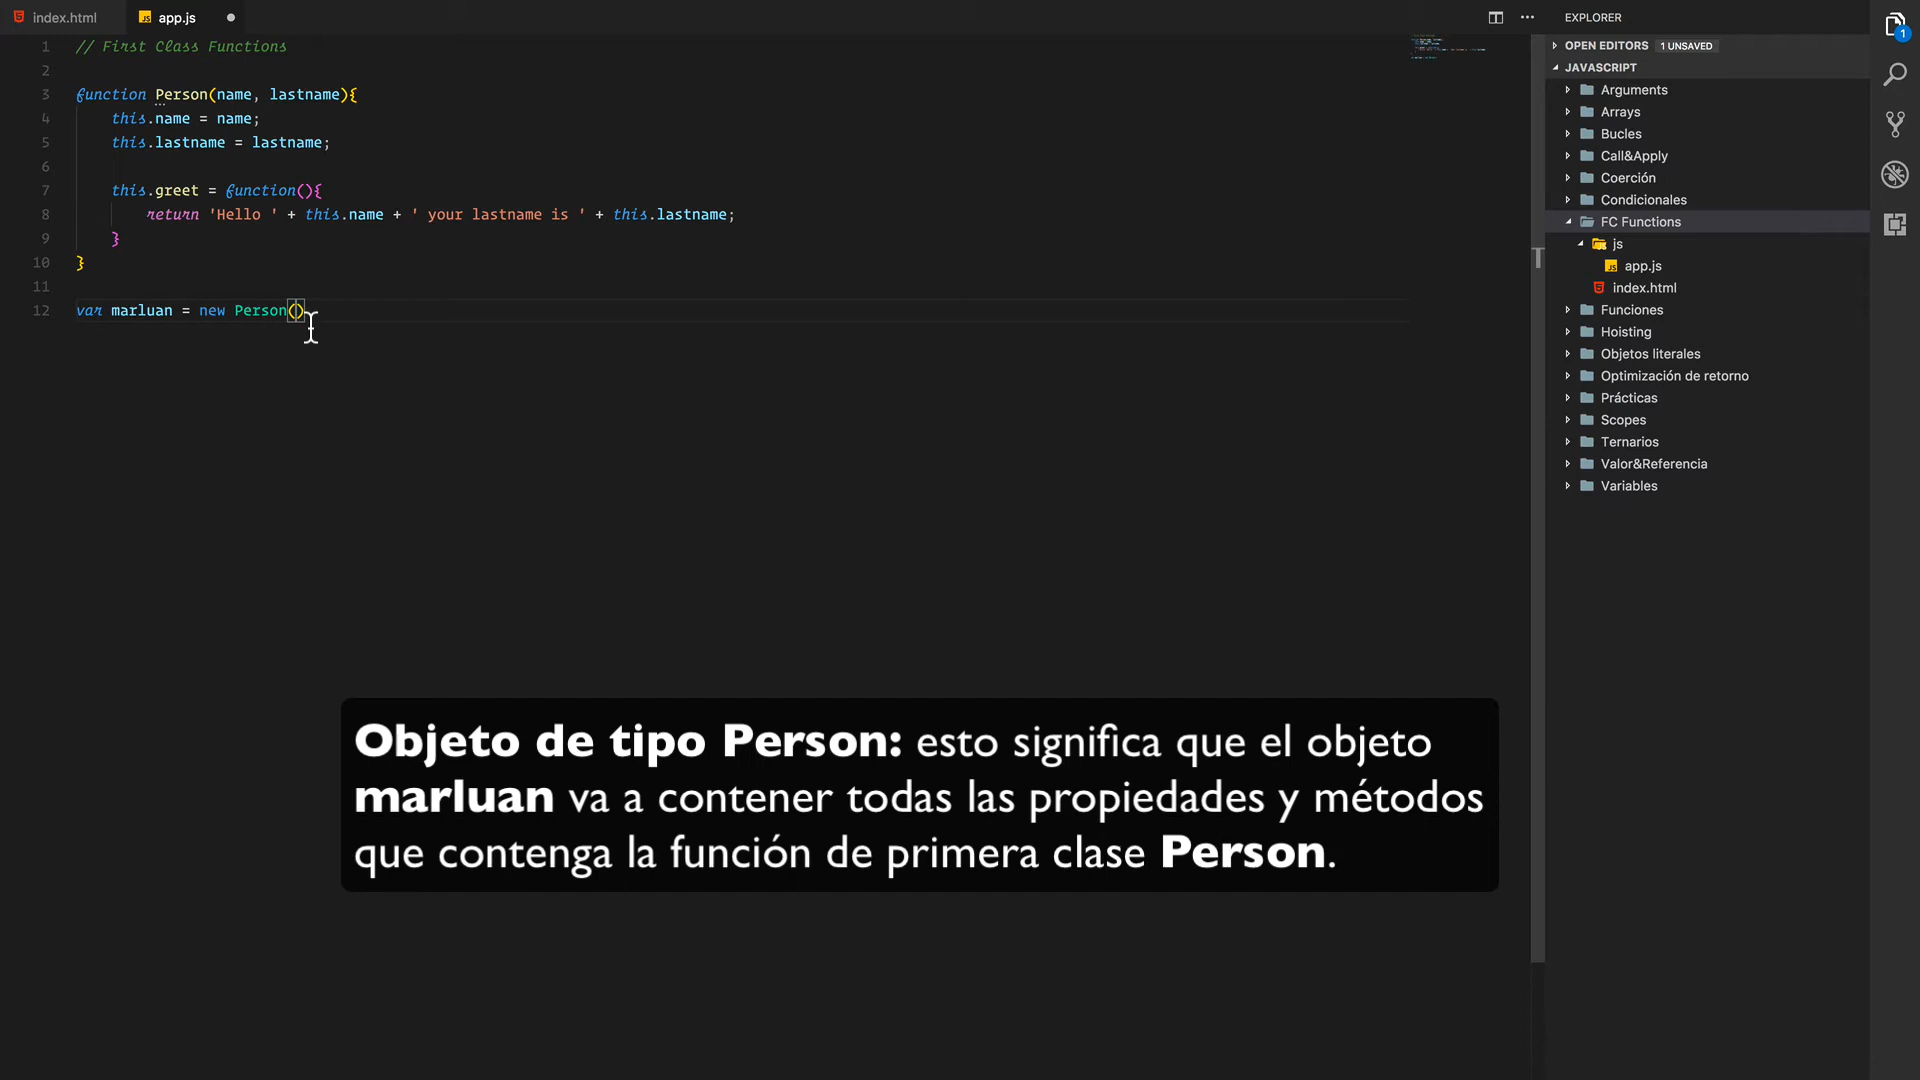 index.html
app.js
EXPLORER
1 // First Class Functions
OPEN EDITORS 1 UNSAVED
1
2
JAVASCRIPT
3 function Person(name, lastname){
4 this.name = name;
5 this.lastname = lastname;
6
7 this.greet = function(){
8 return 'Hello ' + this.name + ' your lastname is ' + this.lastname;
9 }
10 }
11
12 var marluan = new Person()
Arguments
Arrays
Bucles
Call&Apply
Coerción
Condicionales
FC Functions
js
app.js
index.html
Funciones
Hoisting
Objetos literales
Optimización de retorno
Prácticas
Scopes
Ternarios
Valor&Referencia
Variables
Objeto de tipo Person: esto significa que el objeto
marluan va a contener todas las propiedades y métodos
que contenga la función de primera clase Person.